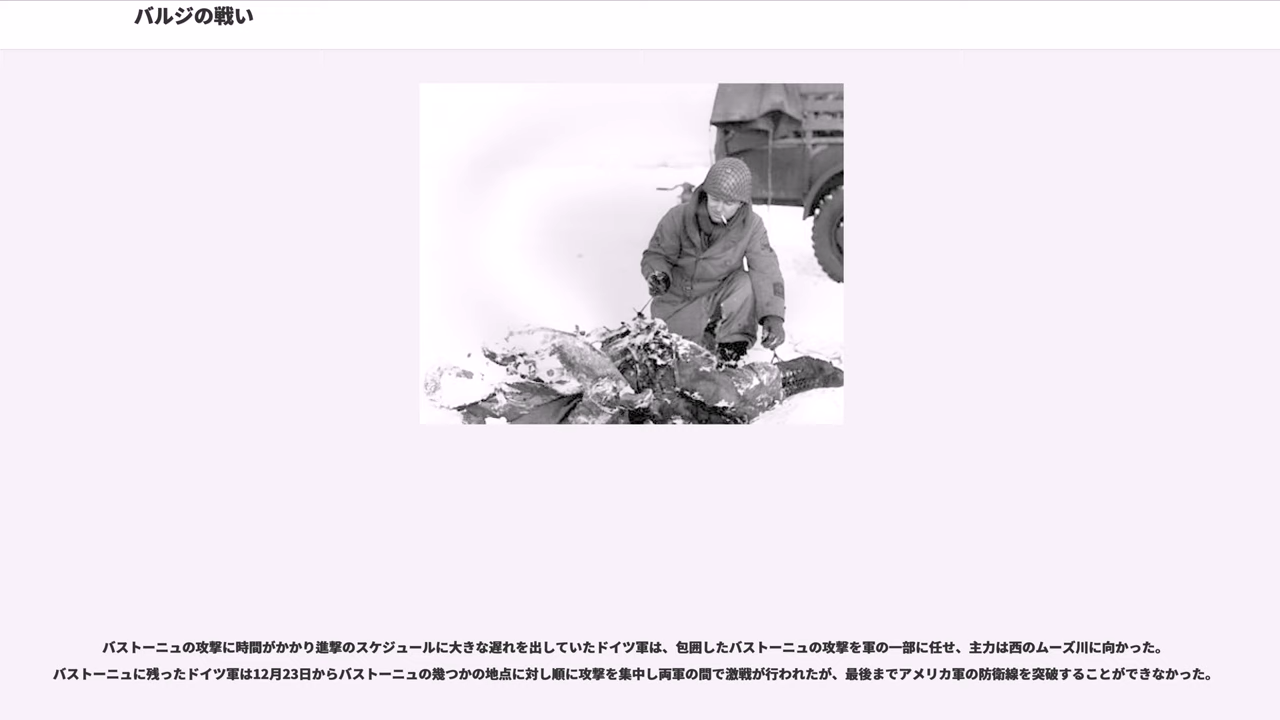 バルジの戦い
バストーニュの攻撃に時間がかかり進撃のスケジュールに大きな遅れを出していたドイツ軍は、包囲したバストーニュの攻撃を軍の一部に任せ、主力は西のムーズ川に向かった。
バストーニュに残ったドイツ軍は12月23日からバストーニュの幾つかの地点に対し順に攻撃を集中し両軍の間で激戦が行われたが、最後までアメリカ軍の防衛線を突破することができなかった。